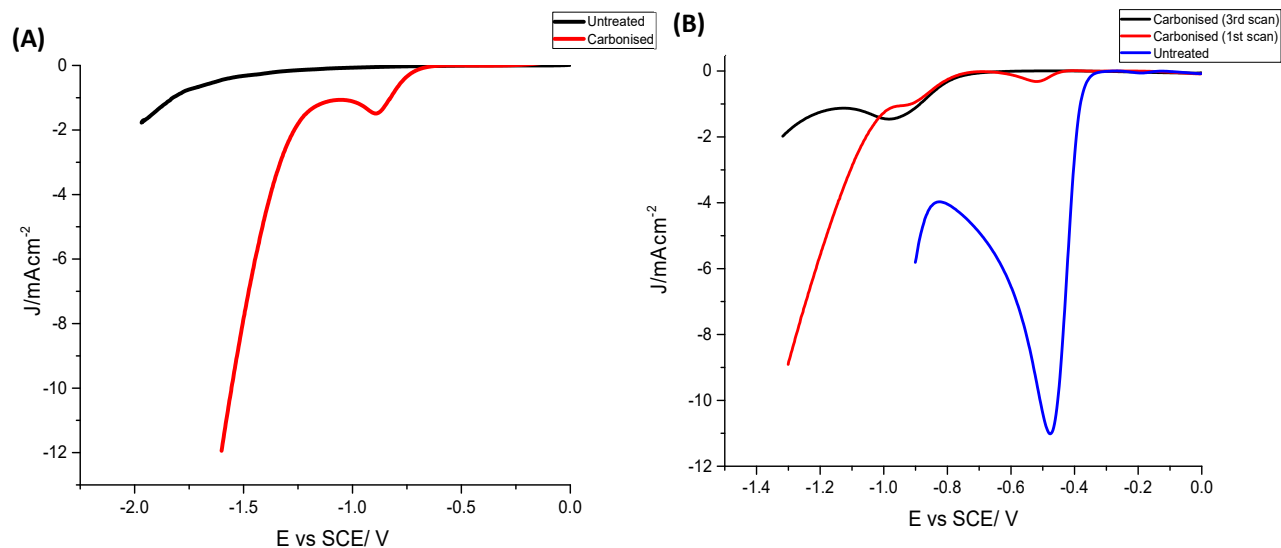 (A)
Untreated
Carbonised
0
-2
-4
-6
-8
-10
-12
J/mAcm-2
-2.0 -1.5 -1.0 -0.5 0.0
E vs SCE/ V
(B)
Carbonised (3rd scan)
Carbonised (1st scan)
Untreated
0
-2
-4
-6
-8
-10
-12
J/mAcm-2
-1.4 -1.2 -1.0 -0.8 -0.6 -0.4 -0.2 0.0
E vs SCE/ V